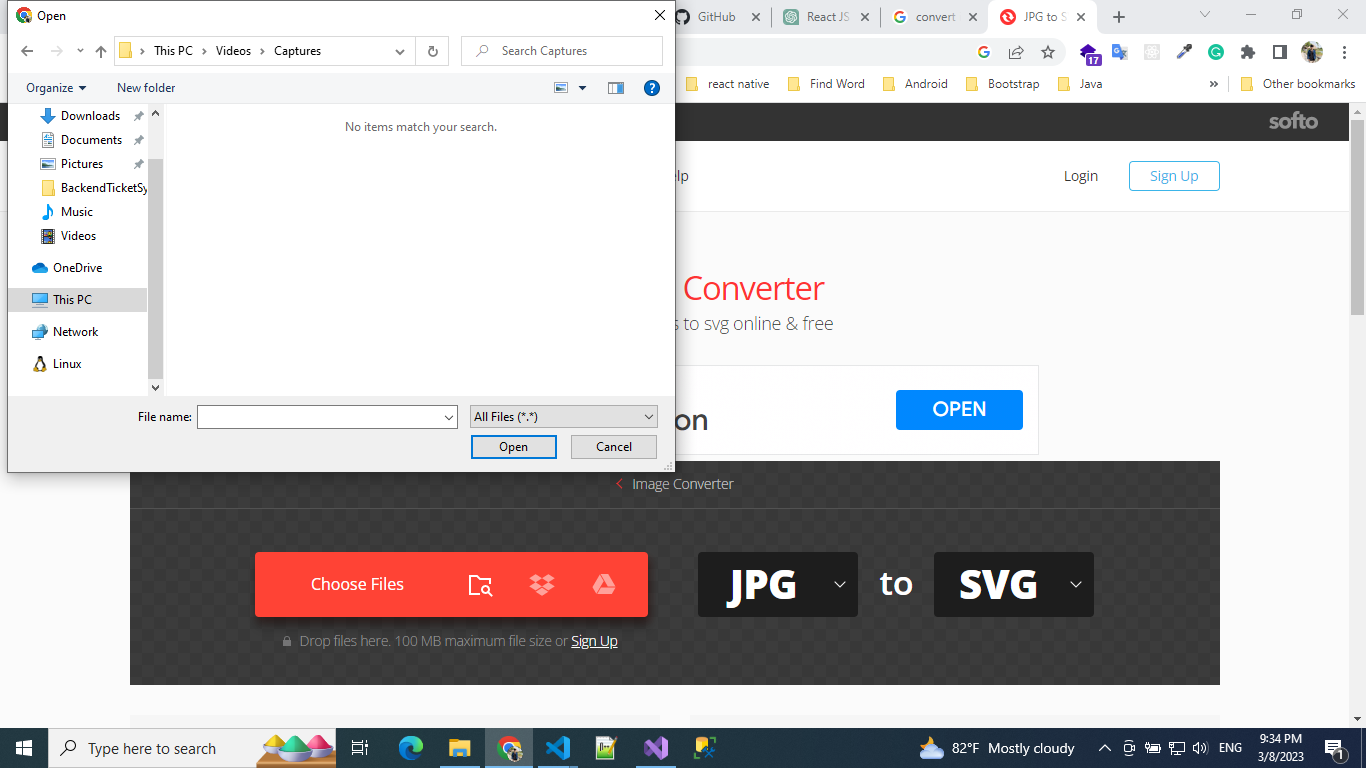 Open
GitHub
React JS
convert
JPG to S
This PC
Videos
Captures
Search Captures
17
Organize
New folder
react native
Find Word
Android
Bootstrap
Java
Other bookmarks
Downloads
Documents
Pictures
BackendTicketSy
Music
Videos
OneDrive
This PC
Network
Linux
No items match your search.
softo
elp
Login
Sign Up
Converter
s to svg online & free
on
OPEN
File name:
All Files (*.*)
Open
Cancel
Image Converter
Choose Files
JPG
to
SVG
Drop files here. 100 MB maximum file size or Sign Up
Type here to search
82°F Mostly cloudy
ENG
9:34 PM
3/8/2023
1